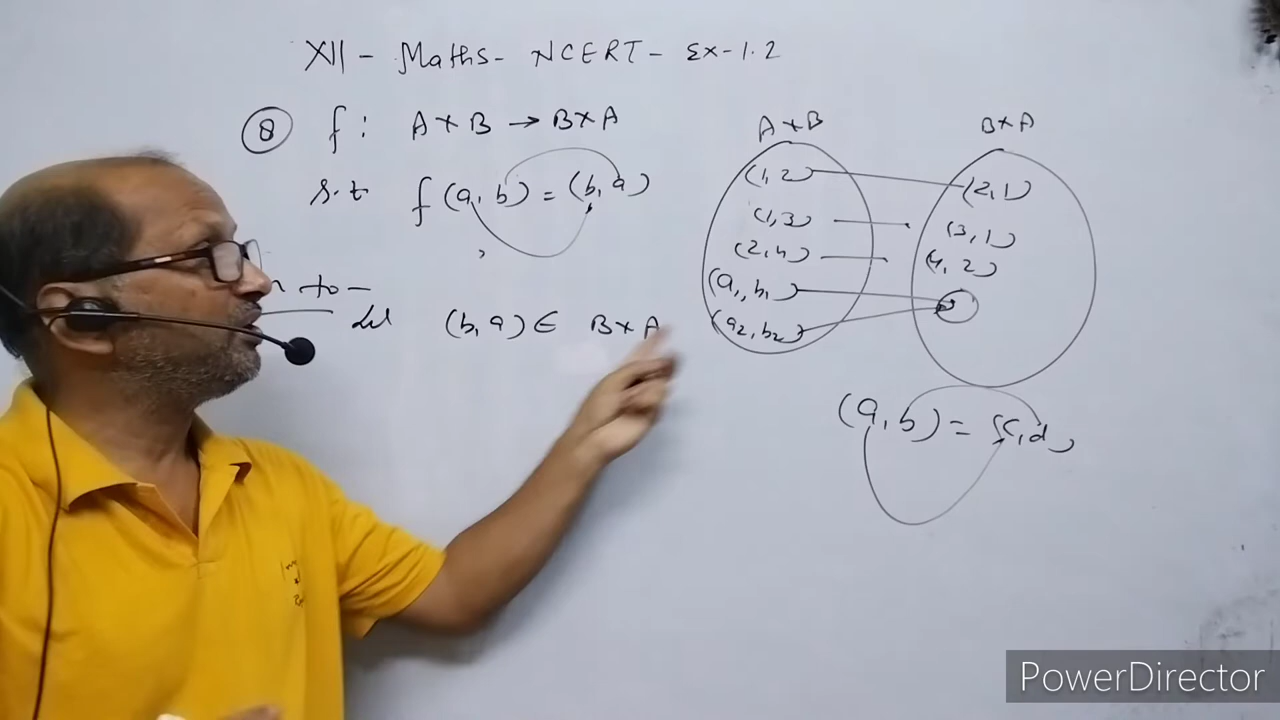 XII - Maths - NCERT - Ex-1.2
⑧ f : A × B → B × A
s.t f (a, b) = (b, a)
n to -
Let (b, a) ∈ B × A
A × B
(1, 2)
(1, 3)
(2, 4)
(a₁, b₁)
(a₂, b₂)
B × A
(2, 1)
(3, 1)
(4, 2)
(a, b) = (c, d)
PowerDirector